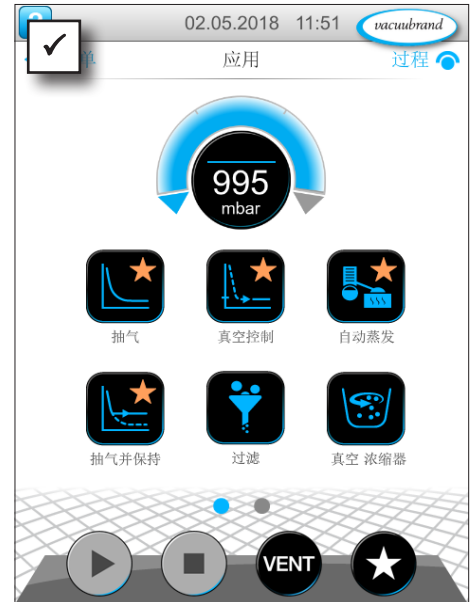 02.05.2018 11:51 vacuubrand
单 应用 过程
995
mbar
抽气 真空控制 自动蒸发
抽气并保持 过滤 真空 浓缩器
VENT